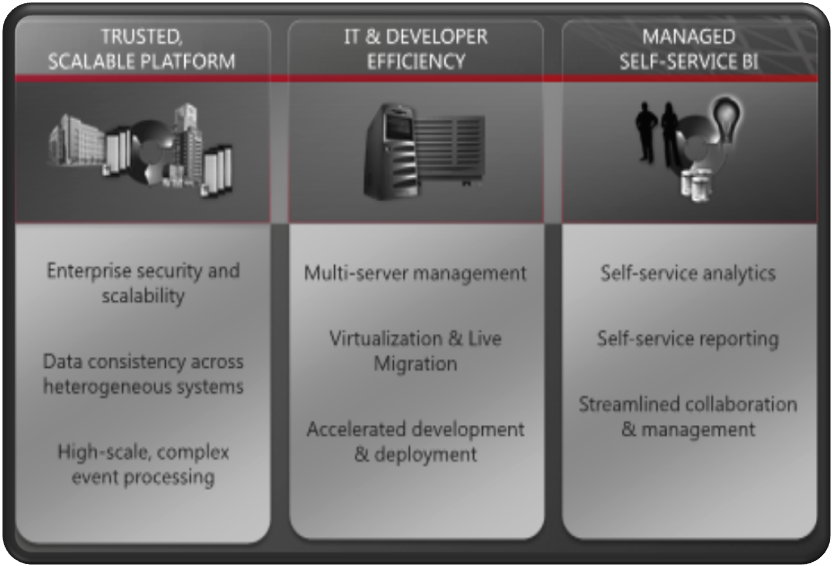 TRUSTED,
SCALABLE PLATFORM
Enterprise security and
scalability
Data consistency across
heterogeneous systems
High-scale, complex
event processing
IT & DEVELOPER
EFFICIENCY
Multi-server management
Virtualization & Live
Migration
Accelerated development
& deployment
MANAGED
SELF-SERVICE BI
Self-service analytics
Self-service reporting
Streamlined collaboration
& management